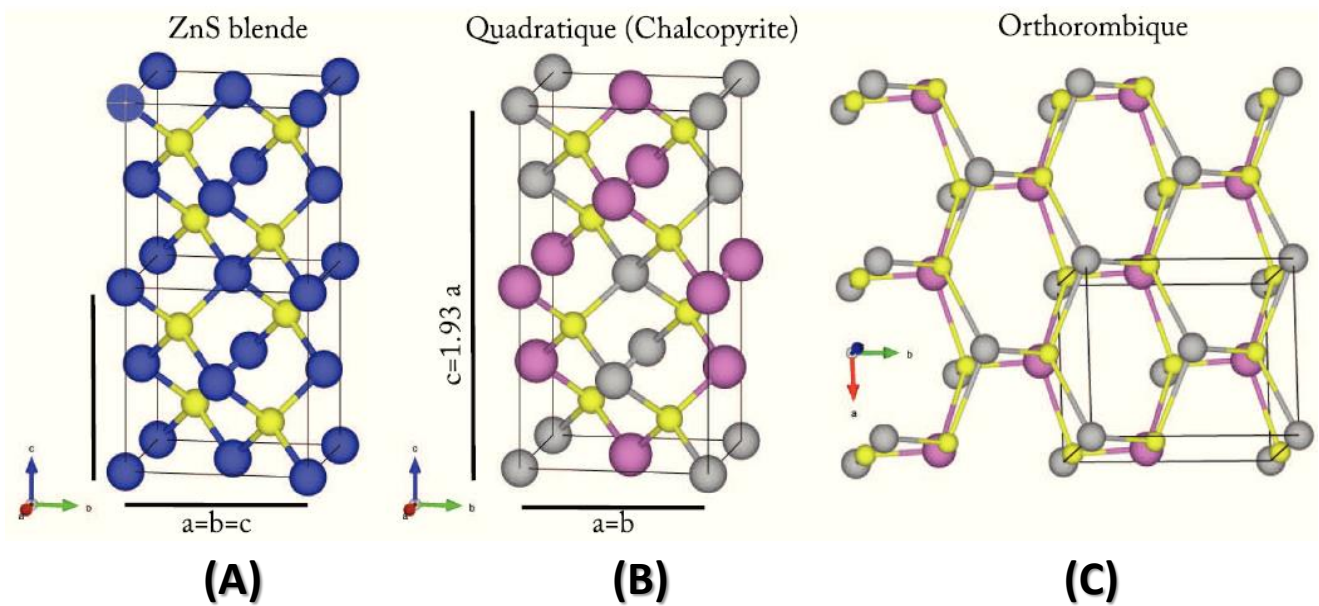 ZnS blende
Quadratique (Chalcopyrite)
Orthorombique
c=1.93 a
a=b=c
a=b
c
a
b
c
a
b
b
a
(A)
(B)
(C)